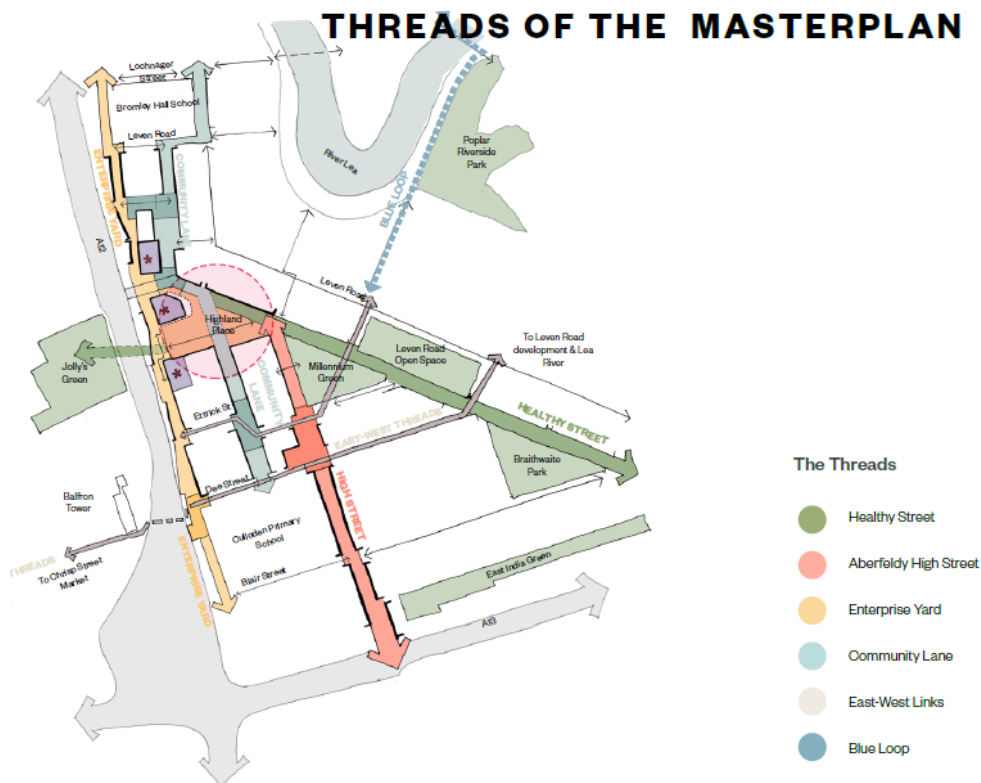 THREADS OF THE MASTERPLAN
Lochnagar
Street
Bromley Hall School
Leven Road
River Lea
Poplar
Riverside
Park
ENTERPRISE YARD
COMMUNITY LANE
BLUE LOOP
A12
Leven Road
Highland
Place
To Leven Road
development & Lea
River
Jolly's
Green
Millennium
Green
Leven Road
Open Space
COMMUNITY
LANE
Ettrick St
EAST-WEST THREADS
HEALTHY STREET
Braithwaite
Park
Dee Street
Balfron
Tower
HIGH STREET
Culloden Primary
School
THREADS
To Chrisp Street
Market
ENTERPRISE YARD
Blair Street
East India Green
A13
The Threads
Healthy Street
Aberfeldy High Street
Enterprise Yard
Community Lane
East-West Links
Blue Loop